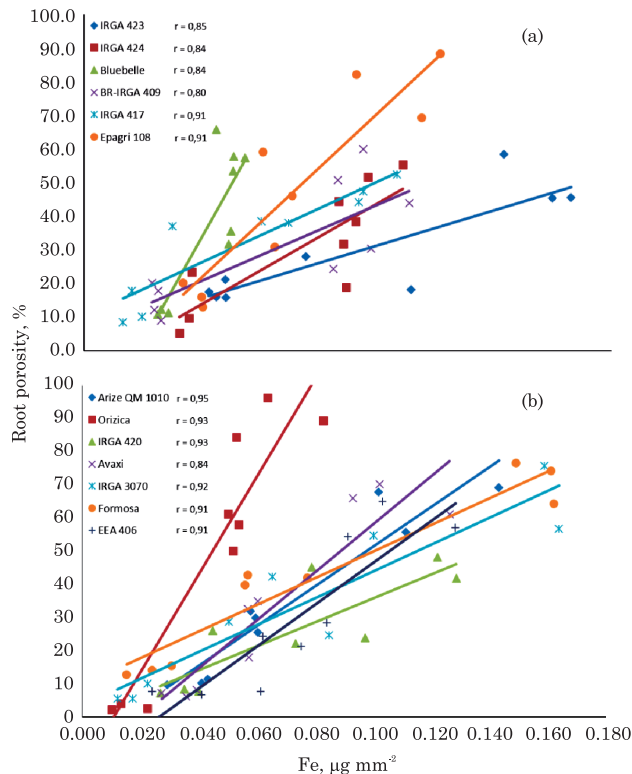 (a)
IRGA 423 r = 0,85
IRGA 424 r = 0,84
Bluebelle r = 0,84
BR-IRGA 409 r = 0,80
IRGA 417 r = 0,91
Epagri 108 r = 0,91
100.0
90.0
80.0
70.0
60.0
50.0
40.0
30.0
20.0
10.0
0.0
Root porosity, %
(b)
Arize QM 1010 r = 0,95
Orizica r = 0,93
IRGA 420 r = 0,93
Avaxi r = 0,84
IRGA 3070 r = 0,92
Formosa r = 0,91
EEA 406 r = 0,91
100
90
80
70
60
50
40
30
20
10
0
0.000 0.020 0.040 0.060 0.080 0.100 0.120 0.140 0.160 0.180
Fe, µg mm⁻²